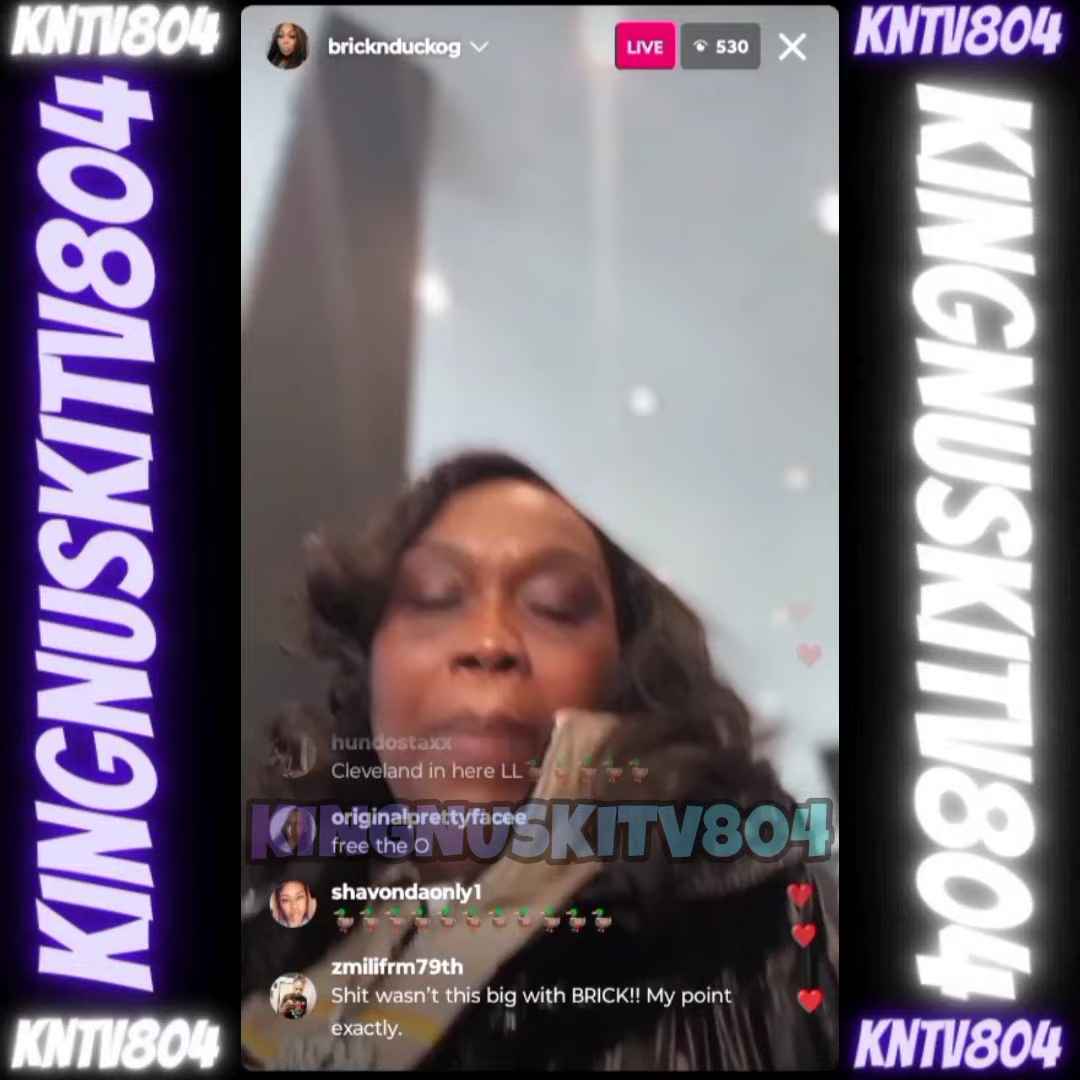 KNTV804
KNTV804
KINGNUSKITV804
KINGNUSKITV804
bricknduckog
LIVE
530
hundostaxx
Cleveland in here LL🦆🦆🦆🦆🦆
KINGNUSKITV804
originalprettyfacee
free the O
shavondaonly1
🦆🦆🦆🦆🦆🦆🦆🦆🦆🦆🦆
zmilifrm79th
Shit wasn't this big with BRICK!! My point
exactly.
KNTV804
KNTV804